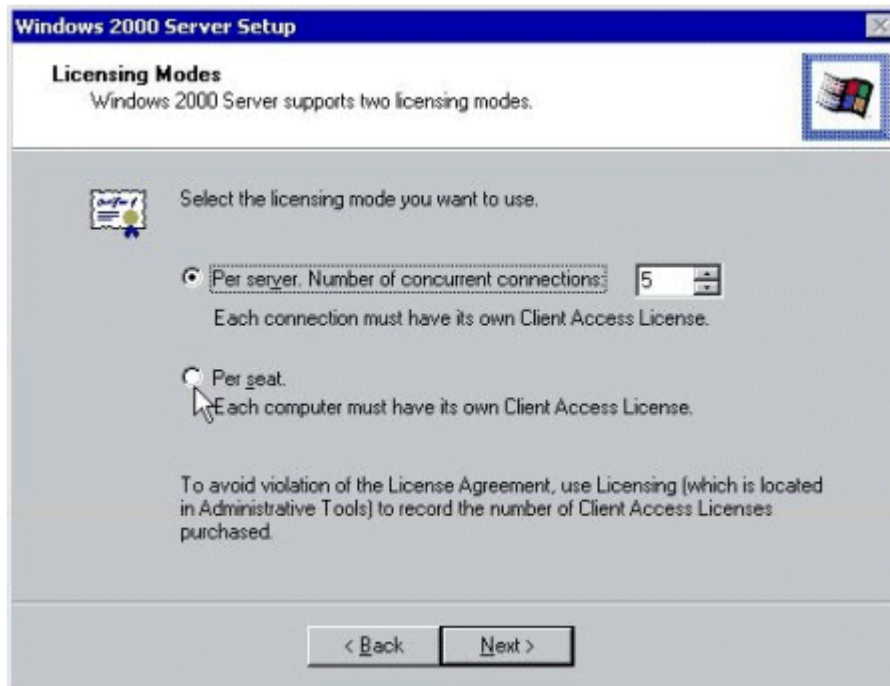 Windows 2000 Server Setup
Licensing Modes
Windows 2000 Server supports two licensing modes.
Select the licensing mode you want to use.
Per server. Number of concurrent connections: 5
Each connection must have its own Client Access License.
Per seat.
Each computer must have its own Client Access License.
To avoid violation of the License Agreement, use Licensing (which is located
in Administrative Tools) to record the number of Client Access Licenses
purchased.
< Back Next >